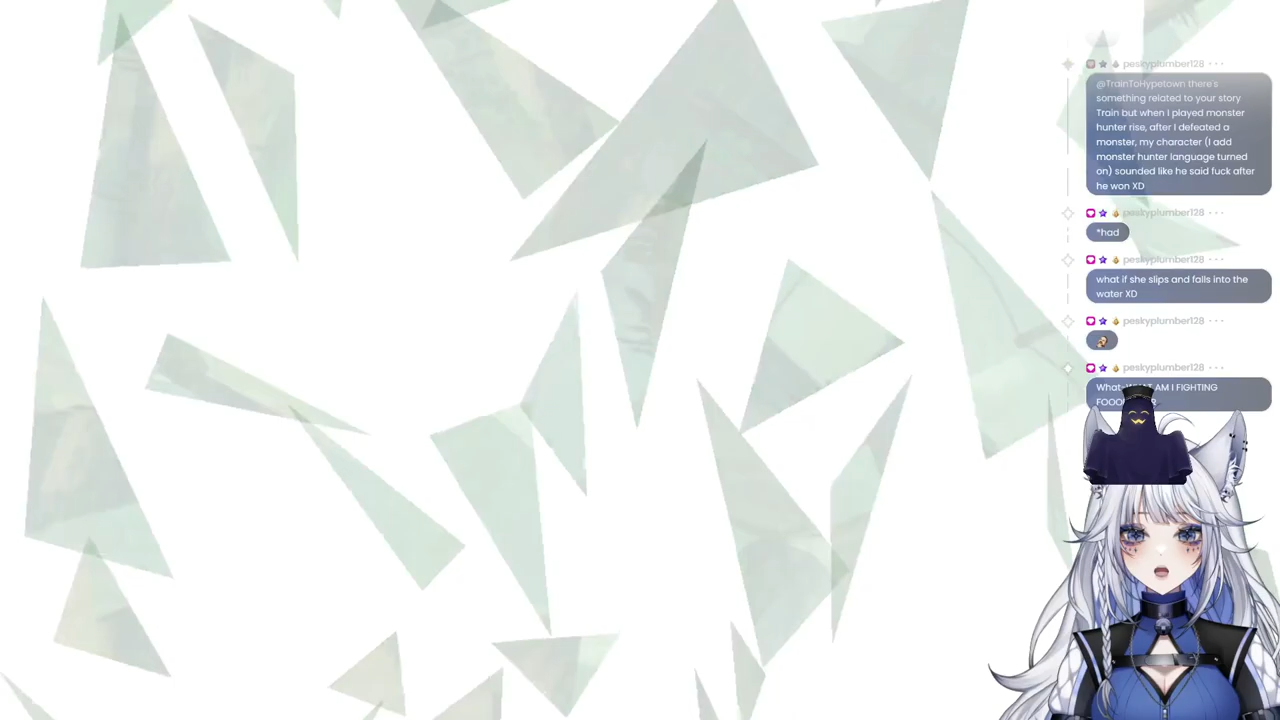 peskyplumber128
@TrainToHypetown there's
something related to your story
Train but when I played monster
hunter rise, after I defeated a
monster, my character (I add
monster hunter language turned
on) sounded like he said fuck after
he won XD
peskyplumber128
*had
peskyplumber128
what if she slips and falls into the
water XD
peskyplumber128
peskyplumber128
AM I FIGHTING